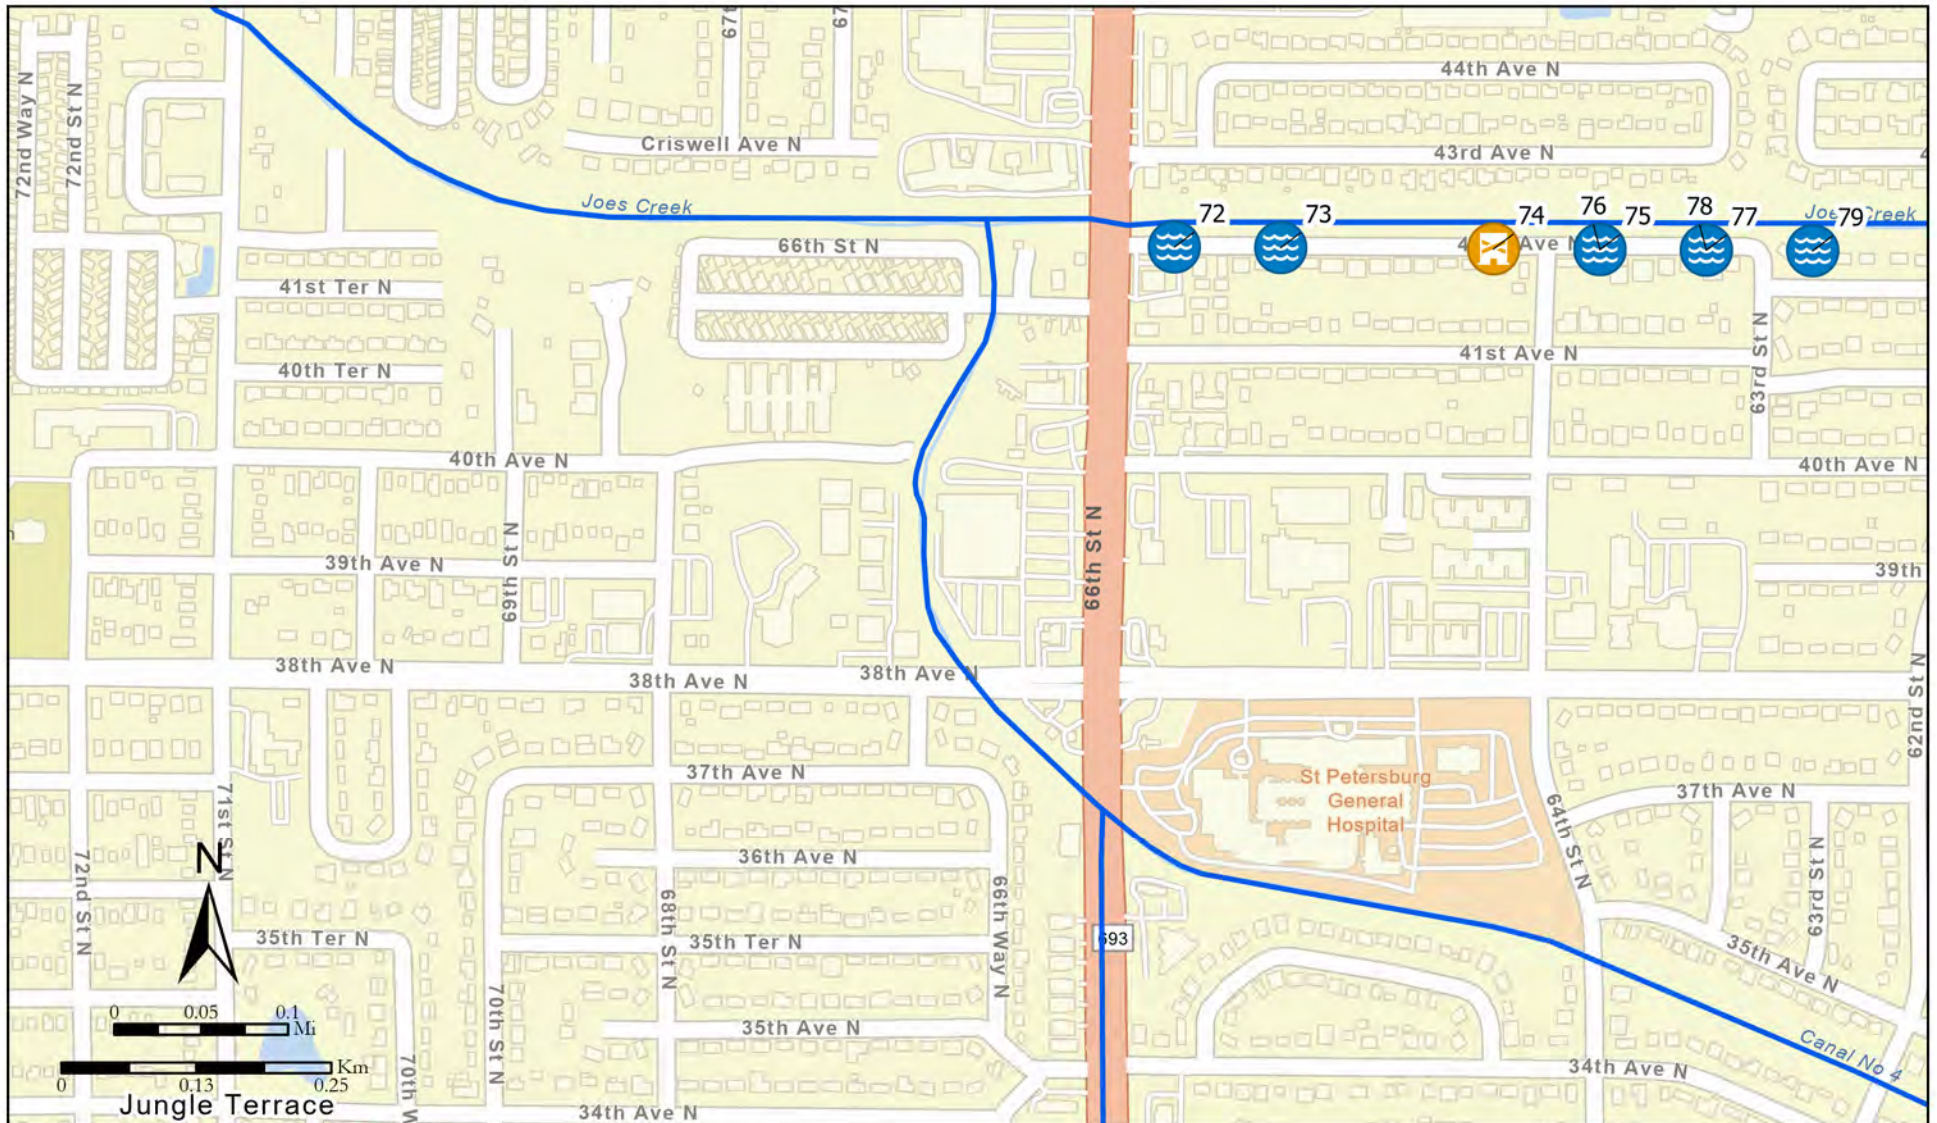 67t
67
44th Ave N
72nd Way N
72nd St N
Criswell Ave N
43rd Ave N
4
Joes Creek
72
73
74
76
75
78
77
79
66th St N
41st Ter N
41st Ave N
63rd St N
40th Ter N
40th Ave N
40th Ave N
66th St N
69th St N
39th Ave N
39th
38th Ave N
38th Ave N
38th Ave N
62nd St N
37th Ave N
St Petersburg
General
Hospital
37th Ave N
71st St N
64th St N
36th Ave N
N
72nd St N
68th St N
66th Way N
63rd St N
35th Ter N
35th Ter N
693
35th Ave N
70th St N
0 0.05 0.1
Mi
35th Ave N
Canal No 4
70th W
Km
0 0.13 0.25
34th Ave N
Jungle Terrace
34th Ave N